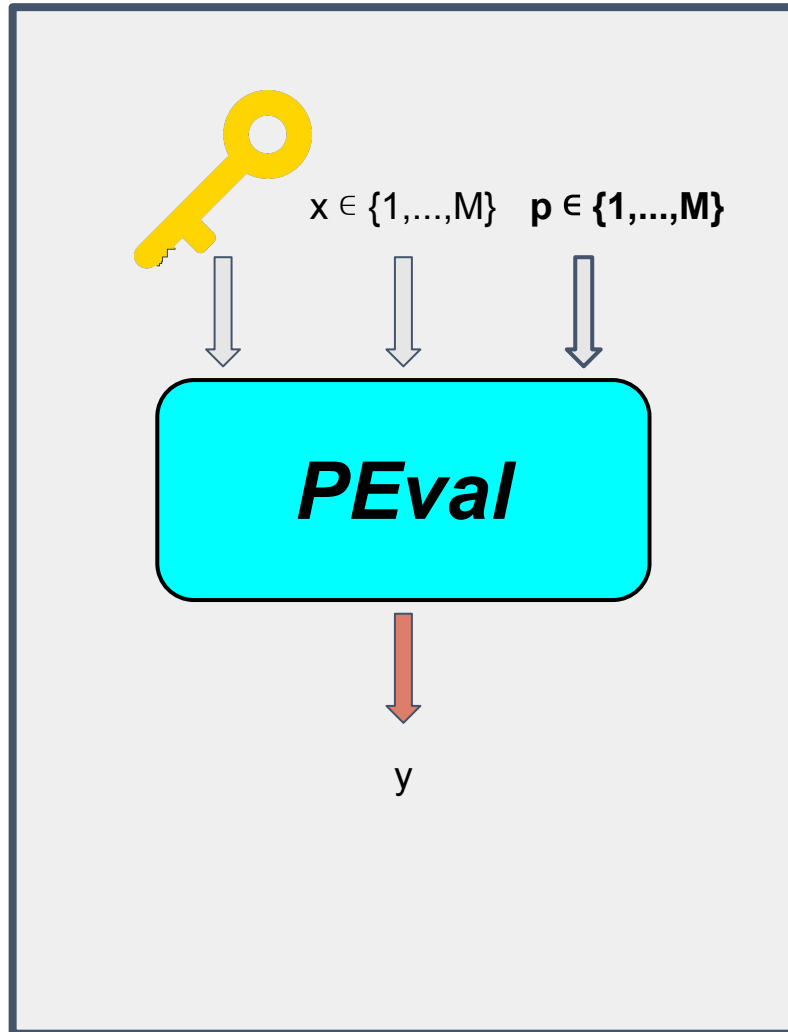 x ∈ {1,...,M} p ∈ {1,...,M}
PEval
y